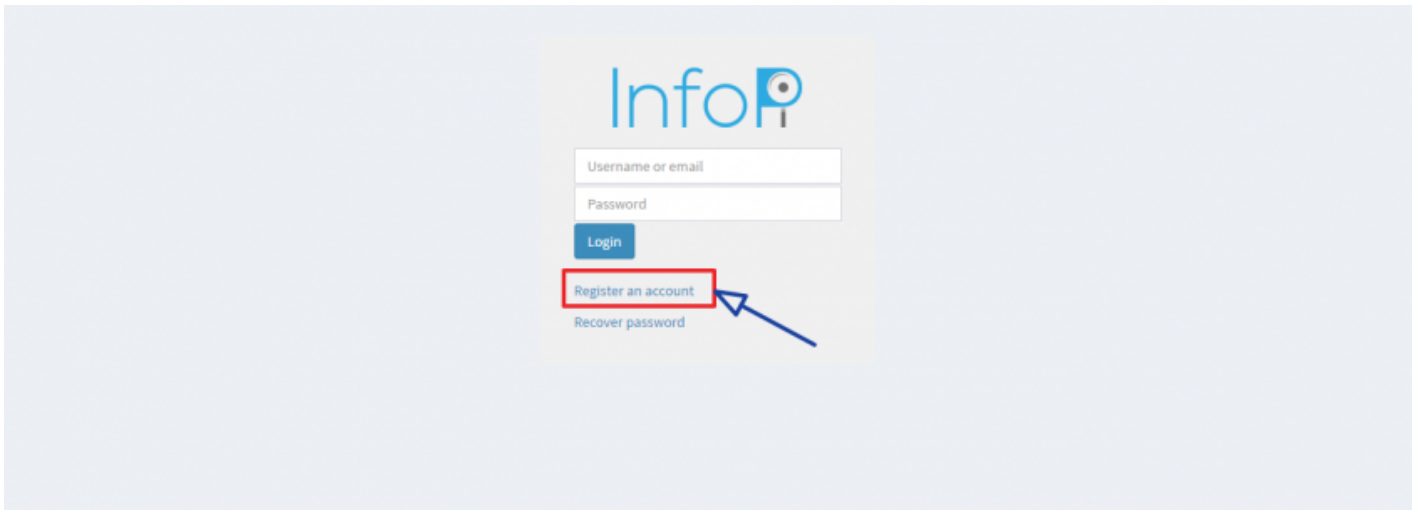 InfoP
Username or email
Password
Login
Register an account
Recover password